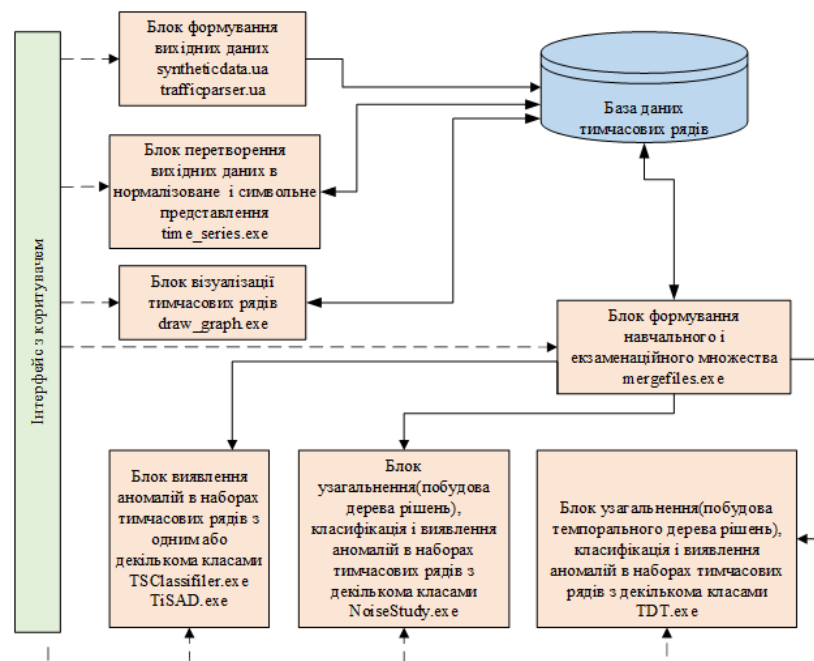 Блок формування
вихідних даних
syntheticdata.ua
trafficparser.ua
База даних
тимчасових рядів
Блок перетворення
вихідних даних в
нормалізоване і символьне
представлення
time_series.exe
Блок візуалізації
тимчасових рядів
draw_graph.exe
Інтерфейс з коритувачем
Блок формування
навчального і
екзаменаційного множества
mergefiles.exe
Блок виявлення
аномалій в наборах
тимчасових рядів з
одним або
декількома класами
TSClassifiler.exe
TiSAD.exe
Блок
узагальнення(побудова
дерева рішень),
класифікація і виявлення
аномалій в наборах
тимчасових рядів з
декількома класами
NoiseStudy.exe
Блок узагальнення(побудова
темпорального дерева рішень),
класифікація і виявлення
аномалій в наборах тимчасових
рядів з декількома класами
TDT.exe